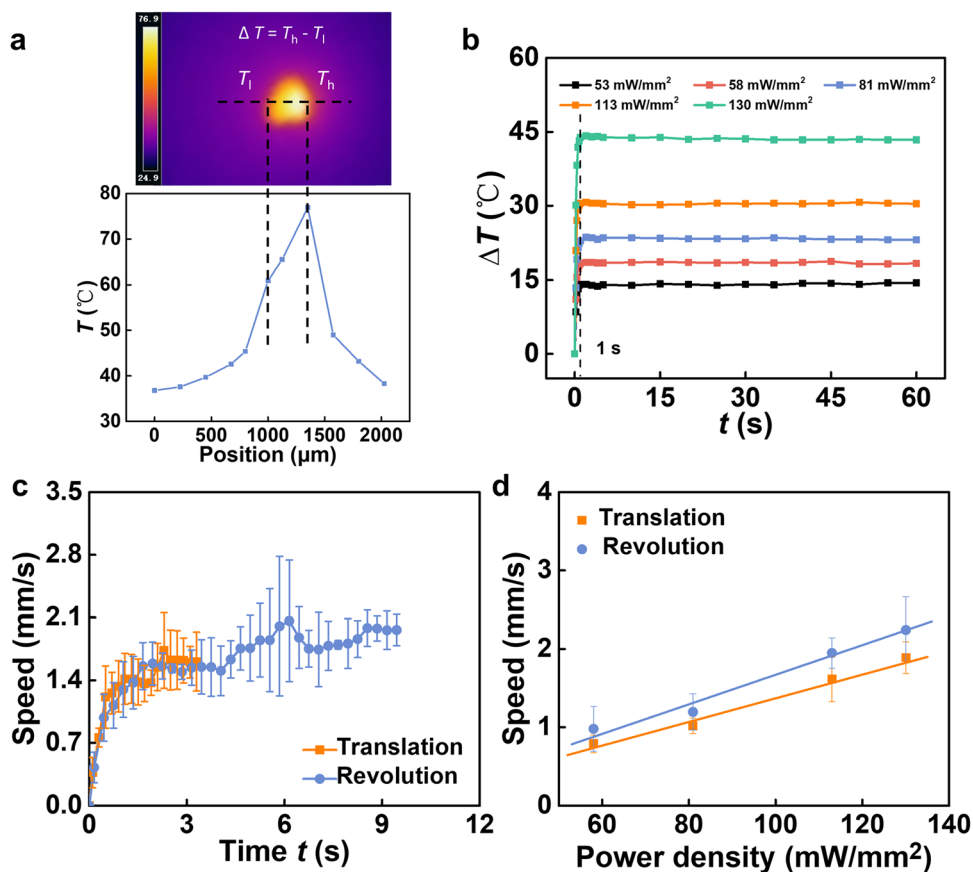 a
76.9
Δ T = Th - Tl
Tl
Th
24.9
80
70
60
50
40
30
T (℃)
0 500 1000 1500 2000
Position (μm)
b
60
45
30
15
0
Δ T (℃)
53 mW/mm² 58 mW/mm² 81 mW/mm²
113 mW/mm² 130 mW/mm²
1 s
0 15 30 45 60
t (s)
c
3.5
2.8
2.1
1.4
0.7
0.0
Speed (mm/s)
Translation
Revolution
0 3 6 9 12
Time t (s)
d
4
3
2
1
0
Speed (mm/s)
Translation
Revolution
60 80 100 120 140
Power density (mW/mm²)